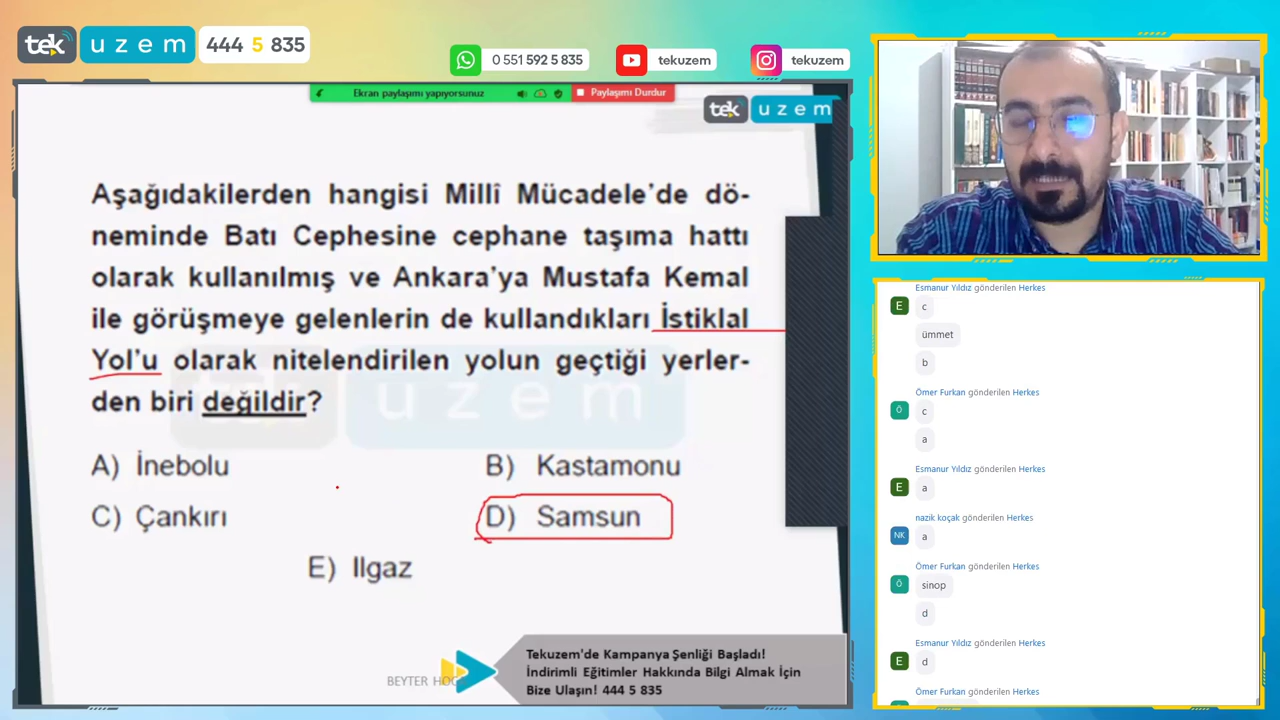 tek uzem 444 5 835
0 551 592 5 835 tekuzem tekuzem
Ekran paylaşımı yapıyorsunuz Paylaşımı Durdur
tek uzem
Aşağıdakilerden hangisi Millî Mücadele'de dö-
neminde Batı Cephesine cephane taşıma hattı
olarak kullanılmış ve Ankara'ya Mustafa Kemal
ile görüşmeye gelenlerin de kullandıkları İstiklal
Yol'u olarak nitelendirilen yolun geçtiği yerler-
den biri değildir?
tek uzem
A) İnebolu B) Kastamonu
C) Çankırı D) Samsun
E) Ilgaz
BEYTER
Tekuzem'de Kampanya Şenliği Başladı!
İndirimli Eğitimler Hakkında Bilgi Almak İçin
Bize Ulaşın! 444 5 835
Esmanur Yıldız gönderilen Herkes
E c
ümmet
b
Ömer Furkan gönderilen Herkes
Ö c
a
Esmanur Yıldız gönderilen Herkes
E a
nazik koçak gönderilen Herkes
NK a
Ömer Furkan gönderilen Herkes
Ö sinop
d
Esmanur Yıldız gönderilen Herkes
E d
Ömer Furkan gönderilen Herkes